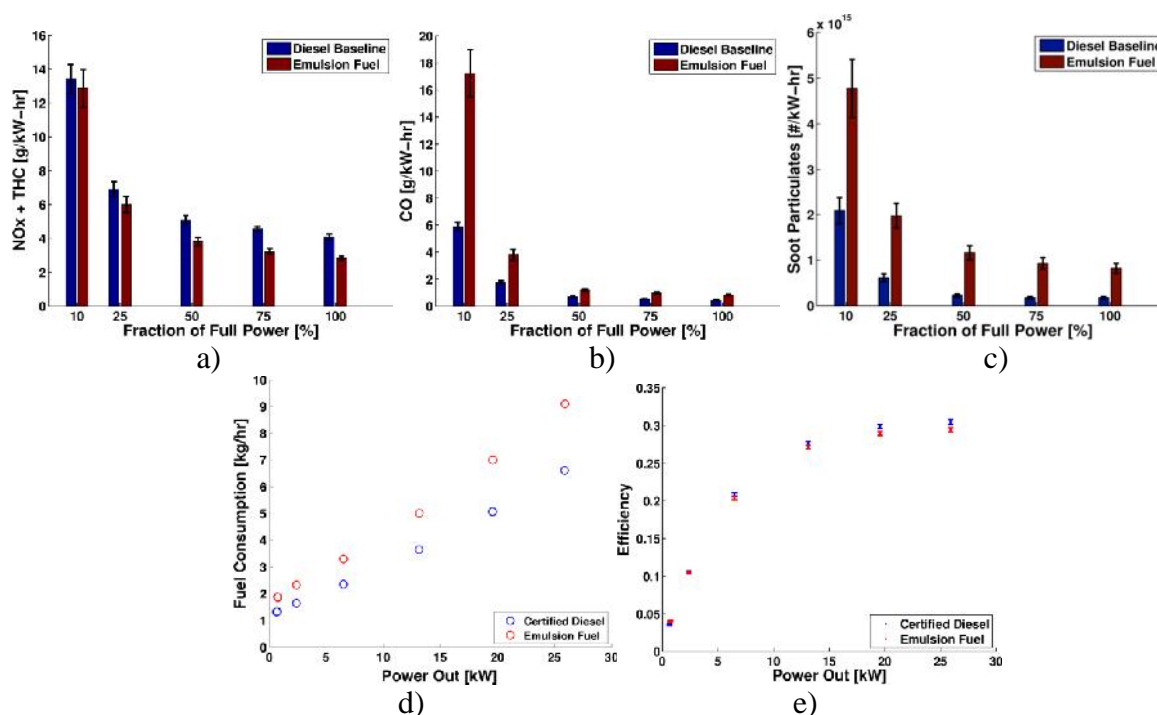 Diesel Baseline
Emulsion Fuel
NOx + THC [g/kW-hr]
16
14
12
10
8
6
4
2
0
10 25 50 75 100
Fraction of Full Power [%]
a)
Diesel Baseline
Emulsion Fuel
CO [g/kW-hr]
20
18
16
14
12
10
8
6
4
2
0
10 25 50 75 100
Fraction of Full Power [%]
b)
x 10^15
Diesel Baseline
Emulsion Fuel
Soot Particulates [#/kW-hr]
6
5
4
3
2
1
0
10 25 50 75 100
Fraction of Full Power [%]
c)
Fuel Consumption [kg/hr]
10
9
8
7
6
5
4
3
2
1
0
Certified Diesel
Emulsion Fuel
0 5 10 15 20 25 30
Power Out [kW]
d)
Efficiency
0.35
0.3
0.25
0.2
0.15
0.1
0.05
0
Certified Diesel
Emulsion Fuel
0 5 10 15 20 25 30
Power Out [kW]
e)